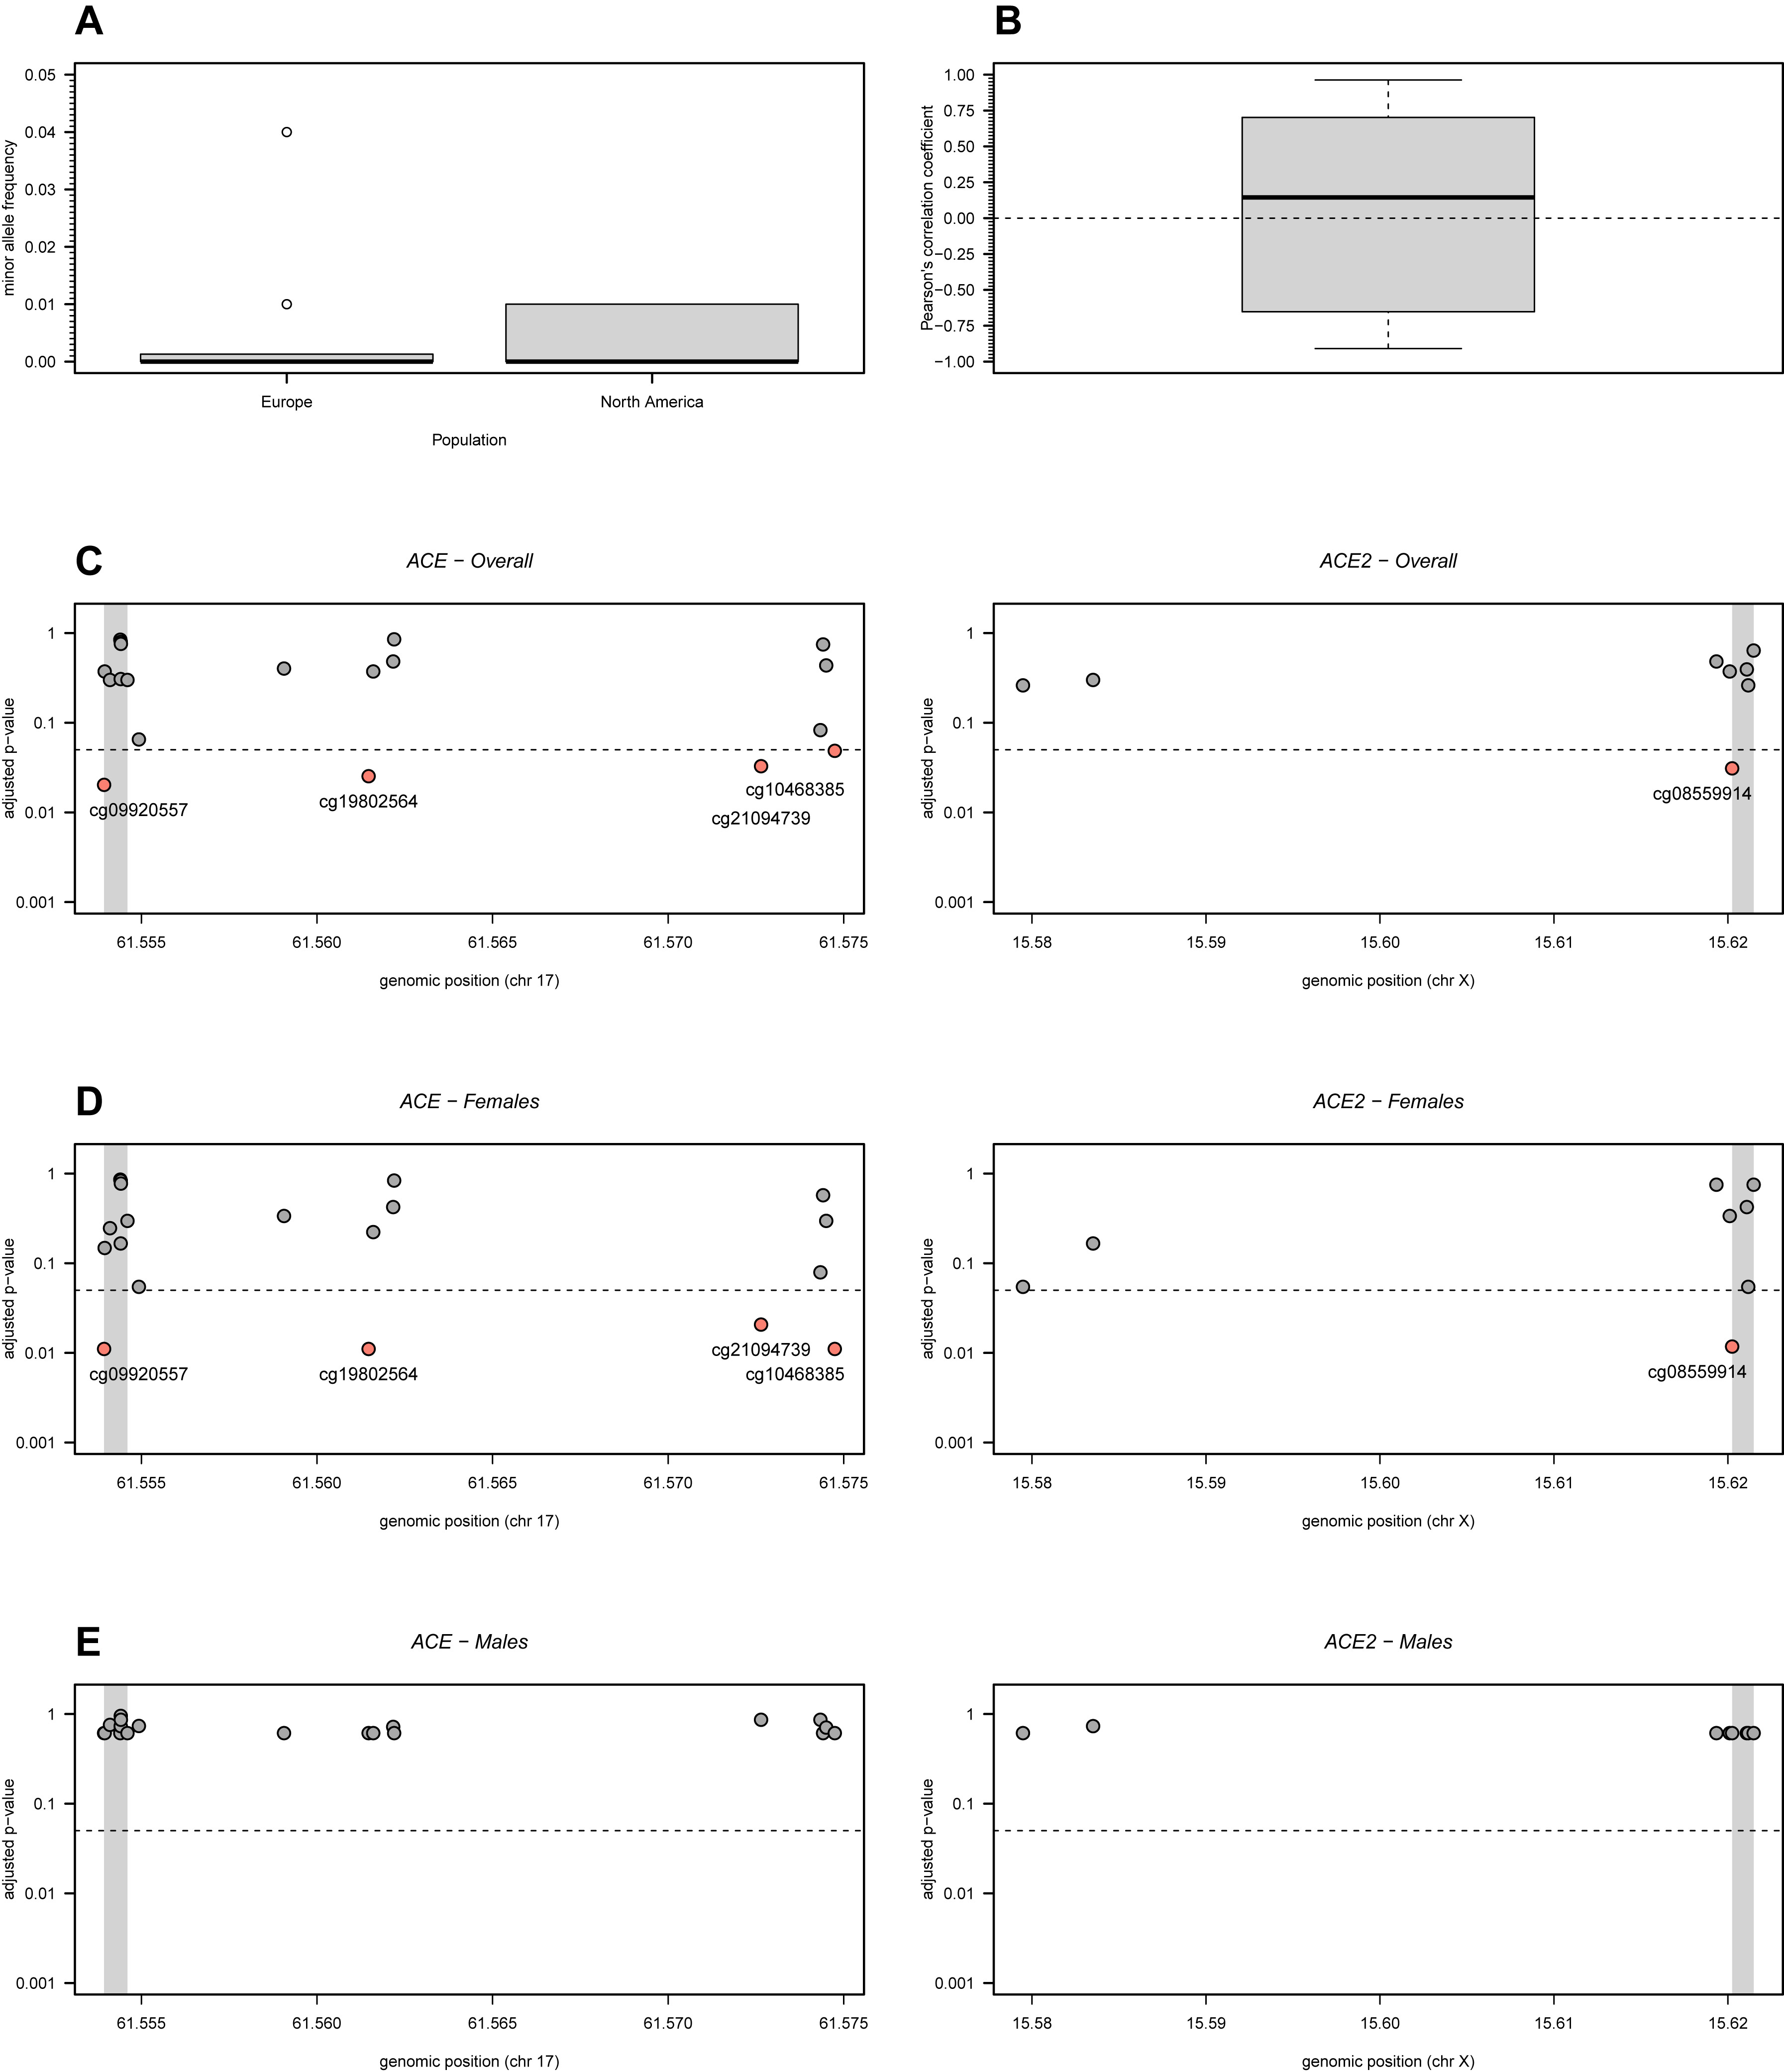 A
B
0.05
0.04
0.03
0.02
0.01
0.00
minor allele frequency
Europe
North America
Population
1.00
0.75
0.50
0.25
0.00
−0.25
−0.50
−0.75
−1.00
Pearson's correlation coefficient
C
ACE − Overall
1
0.1
0.01
0.001
adjusted p−value
cg09920557
cg19802564
cg10468385
cg21094739
61.555
61.560
61.565
61.570
61.575
genomic position (chr 17)
ACE2 − Overall
1
0.1
0.01
0.001
adjusted p−value
cg08559914
15.58
15.59
15.60
15.61
15.62
genomic position (chr X)
D
ACE − Females
1
0.1
0.01
0.001
adjusted p−value
cg09920557
cg19802564
cg21094739
cg10468385
61.555
61.560
61.565
61.570
61.575
genomic position (chr 17)
ACE2 − Females
1
0.1
0.01
0.001
adjusted p−value
cg08559914
15.58
15.59
15.60
15.61
15.62
genomic position (chr X)
E
ACE − Males
1
0.1
0.01
0.001
adjusted p−value
61.555
61.560
61.565
61.570
61.575
genomic position (chr 17)
ACE2 − Males
1
0.1
0.01
0.001
adjusted p−value
15.58
15.59
15.60
15.61
15.62
genomic position (chr X)